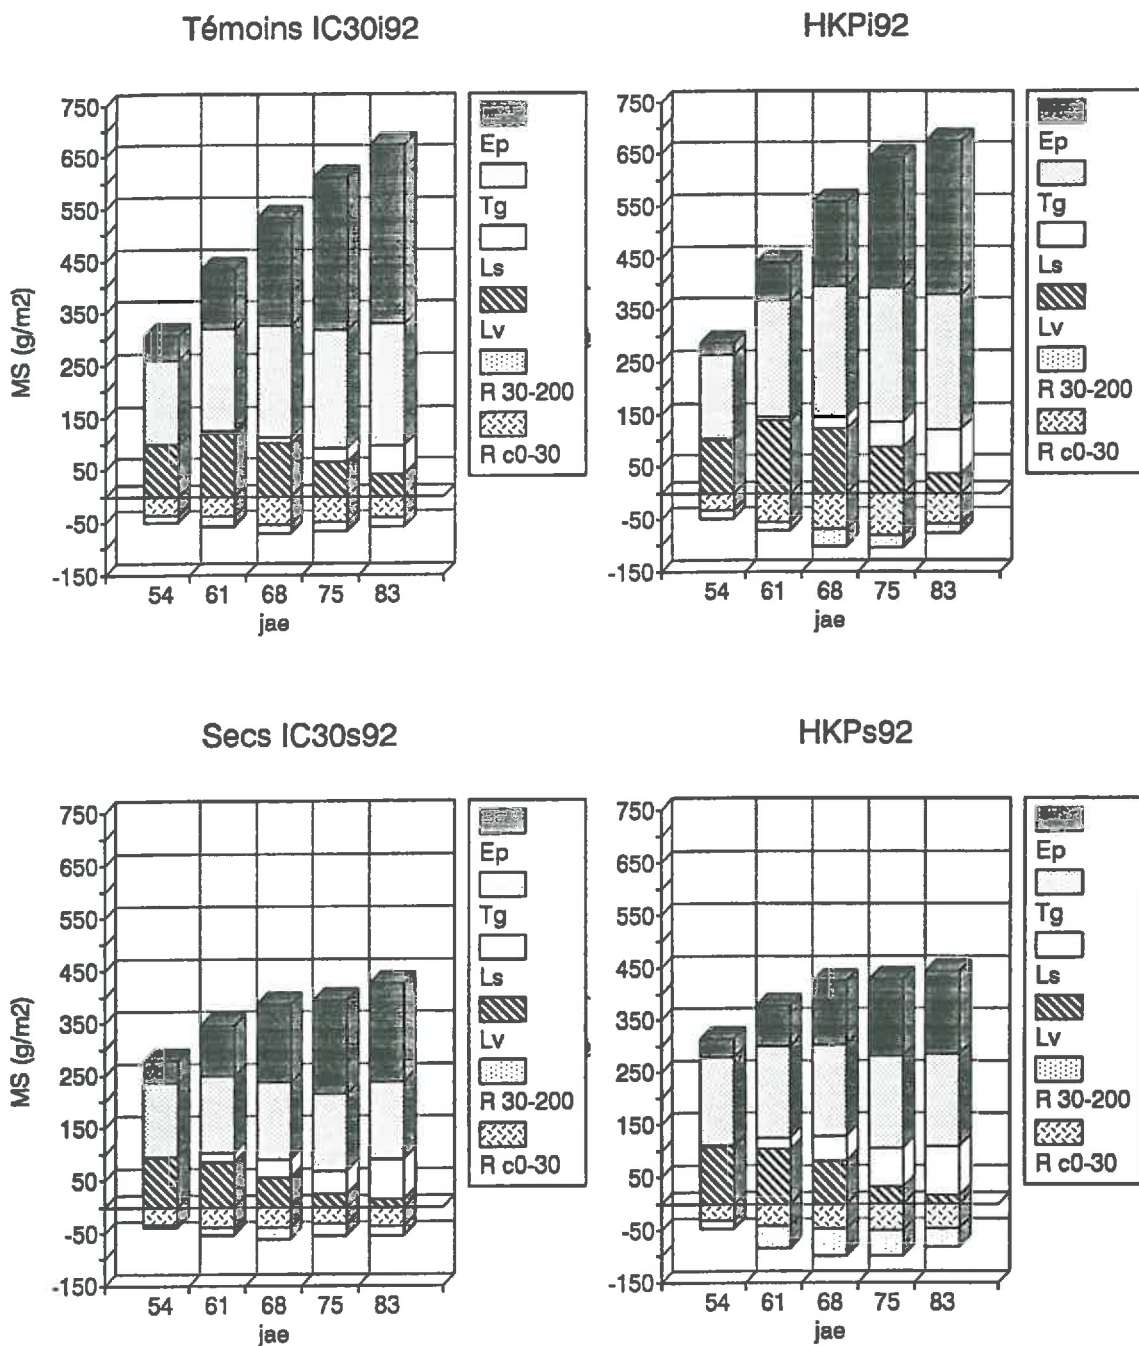 Témoins IC30i92
MS (g/m2)
750
650
550
450
350
250
150
50
-50
-150
54 61 68 75 83
jae
Ep
Tg
Ls
Lv
R 30-200
R c0-30
HKPi92
750
650
550
450
350
250
150
50
-50
-150
54 61 68 75 83
jae
Ep
Tg
Ls
Lv
R 30-200
R c0-30
Secs IC30s92
MS (g/m2)
750
650
550
450
350
250
150
50
-50
-150
54 61 68 75 83
jae
Ep
Tg
Ls
Lv
R 30-200
R c0-30
HKPs92
750
650
550
450
350
250
150
50
-50
-150
54 61 68 75 83
jae
Ep
Tg
Ls
Lv
R 30-200
R c0-30